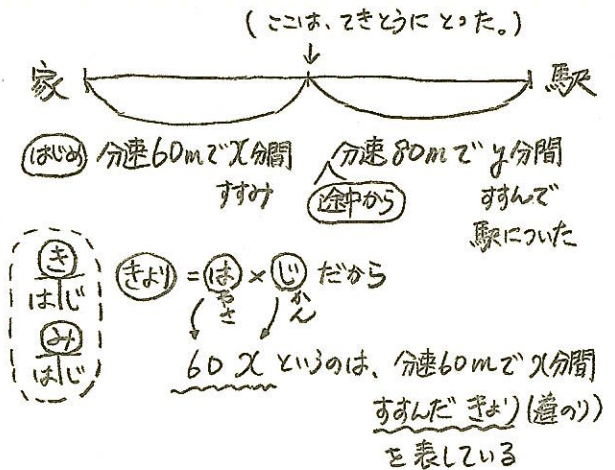 (ここは、てきとうに とった。)
↓
家 駅
はじめ 分速60mでx分間
すすみ
途中から 分速80mでy分間
すすんで
駅についた
き
はじ
み
はじ
きより = は × じ だから
やさ かん
60x というのは、分速60mでx分間
すすんだ きより(道のり)
を表している